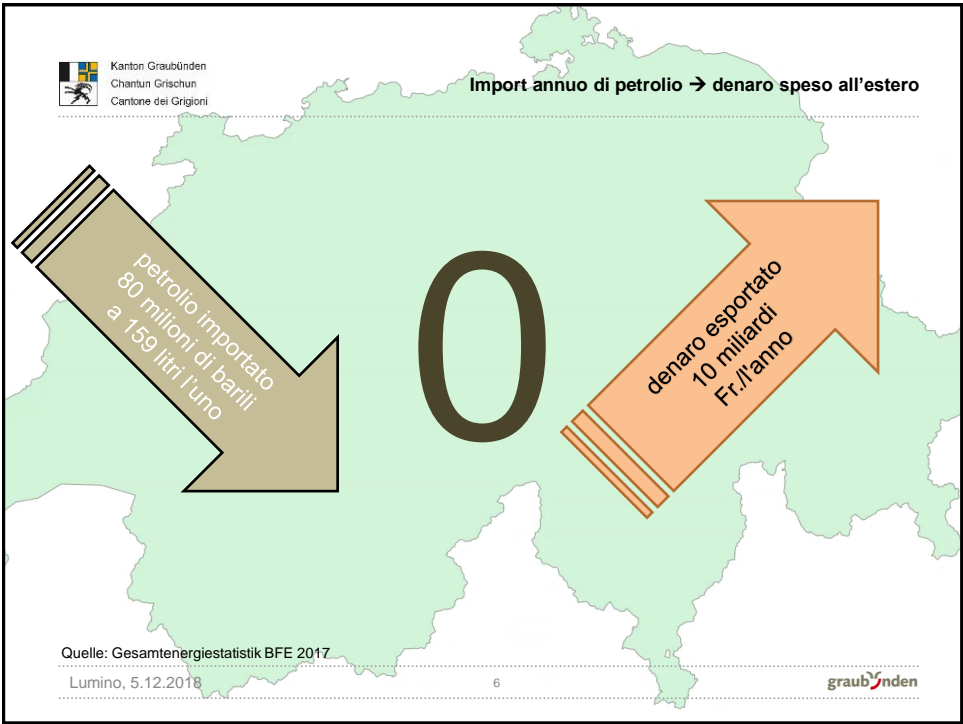 Kanton Graubünden
Chantun Grischun
Cantone dei Grigioni
Import annuo di petrolio → denaro speso all'estero
petrolio importato
80 milioni di barili
a 159 litri l'uno
0
denaro esportato
10 miliardi
Fr./l'anno
Quelle: Gesamtenergiestatistik BFE 2017
Lumino, 5.12.2018
6
graubünden